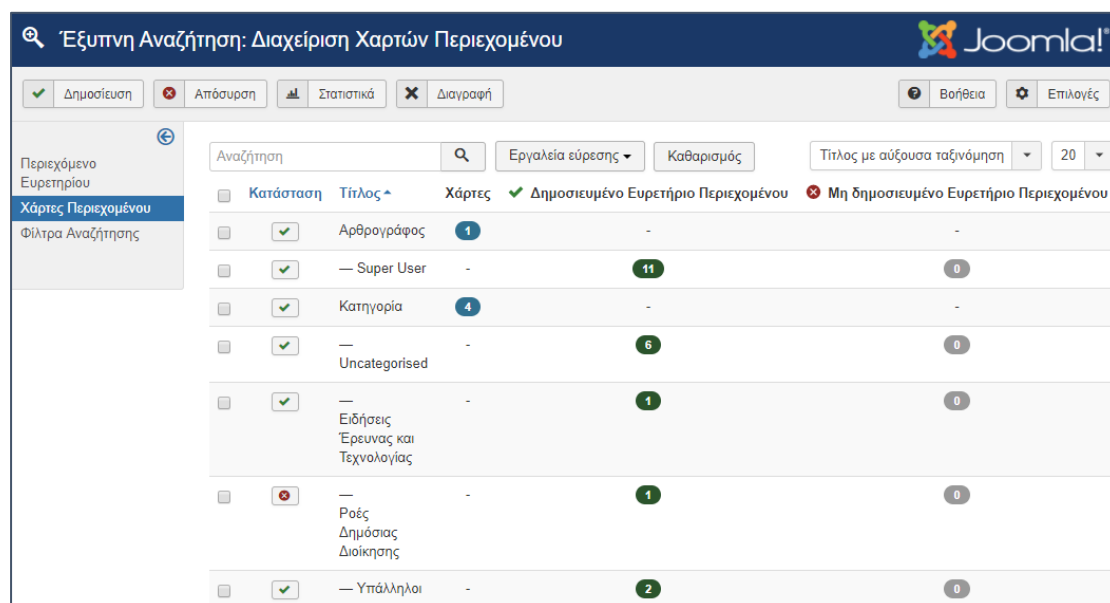 Έξυπνη Αναζήτηση: Διαχείριση Χαρτών Περιεχομένου
Joomla!
Δημοσίευση Απόσυρση Στατιστικά Διαγραφή Βοήθεια Επιλογές
Περιεχόμενο
Ευρετηρίου
Χάρτες Περιεχομένου
Φίλτρα Αναζήτησης
Αναζήτηση Εργαλεία εύρεσης Καθαρισμός Τίτλος με αύξουσα ταξινόμηση 20
Κατάσταση Τίτλος Χάρτες Δημοσιευμένο Ευρετήριο Περιεχομένου Μη δημοσιευμένο Ευρετήριο Περιεχομένου
Αρθρογράφος 1 - -
— Super User - 11 0
Κατηγορία 4 - -
— - 6 0
Uncategorised
— - 1 0
Ειδήσεις
Έρευνας και
Τεχνολογίας
— - 1 0
Ροές
Δημόσιας
Διοίκησης
— Υπάλληλοι - 2 0